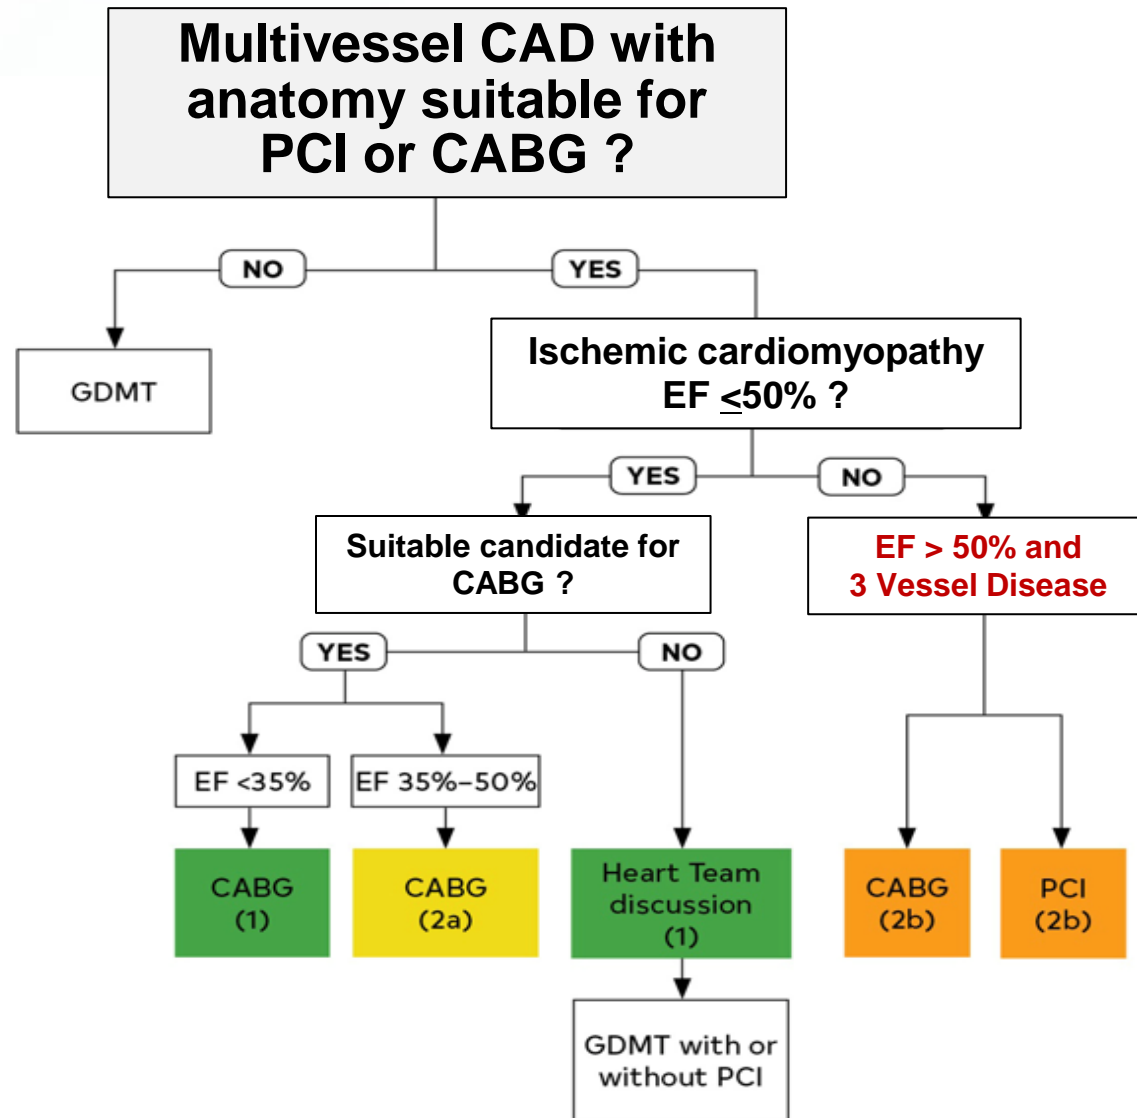 Multivessel CAD with
anatomy suitable for
PCI or CABG ?
NO
YES
GDMT
Ischemic cardiomyopathy
EF <50% ?
YES
NO
Suitable candidate for
CABG ?
EF > 50% and
3 Vessel Disease
YES
NO
EF <35%
EF 35%–50%
CABG
(1)
CABG
(2a)
Heart Team
discussion
(1)
CABG
(2b)
PCI
(2b)
GDMT with or
without PCI